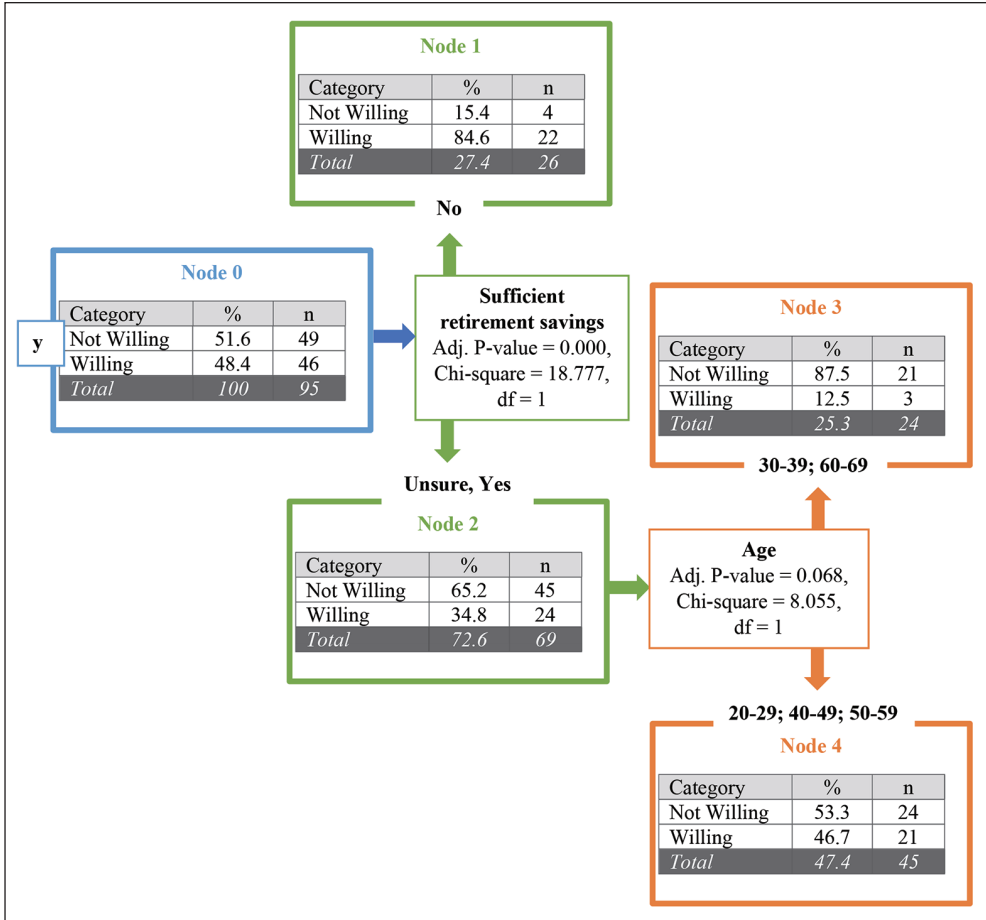 Node 1
Category % n
Not Willing 15.4 4
Willing 84.6 22
Total 27.4 26
No
Node 0
y
Category % n
Not Willing 51.6 49
Willing 48.4 46
Total 100 95
Sufficient
retirement savings
Adj. P-value = 0.000,
Chi-square = 18.777,
df = 1
Unsure, Yes
Node 2
Category % n
Not Willing 65.2 45
Willing 34.8 24
Total 72.6 69
Node 3
Category % n
Not Willing 87.5 21
Willing 12.5 3
Total 25.3 24
30-39; 60-69
Age
Adj. P-value = 0.068,
Chi-square = 8.055,
df = 1
20-29; 40-49; 50-59
Node 4
Category % n
Not Willing 53.3 24
Willing 46.7 21
Total 47.4 45